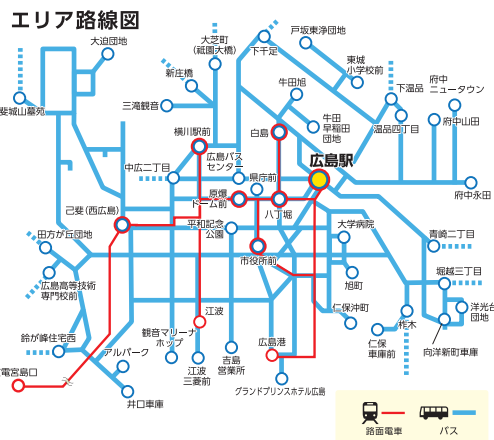 エリア路線図
大迫団地
大芝町
(祇園大橋)
戸坂東浄団地
下千足
東城
小学校前
新庄橋
三滝観音
牛田旭
下温品
府中
ニュータウン
斐城山墓苑
横川駅前
白島
牛田
早稲田
団地
温品四丁目
府中山田
広島バス
センター
広島駅
中広二丁目
県庁前
府中永田
原爆
ドーム前
己斐(西広島)
八丁堀
平和記念
公園
大学病院
青崎二丁目
田方が丘団地
市役所前
旭町
堀越三丁目
広島高等技術
専門校前
仁保沖町
洋光台
団地
江波
柞木
鈴が峰住宅西
観音マリーナ
ホップ
広島港
仁保
車庫前
向洋新町車庫
アルパーク
江波
三菱前
吉島
営業所
電宮島口
グランドプリンスホテル広島
井口車庫
路面電車
バス